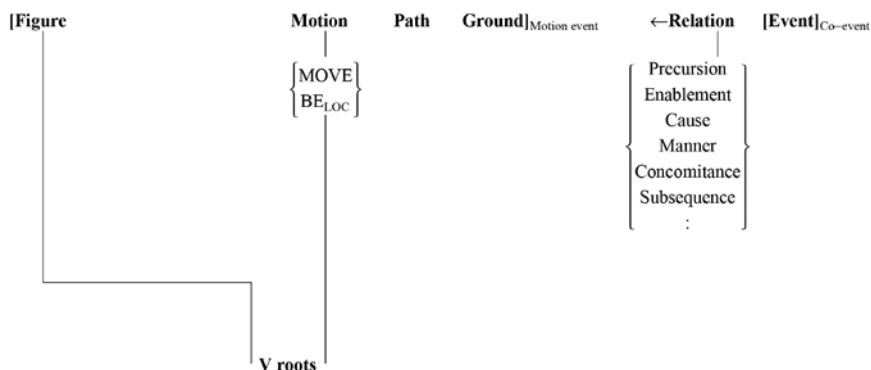 [Figure Motion Path Ground]Motion event ←Relation [Event]Co–event
MOVE
BELOC
Precursion
Enablement
Cause
Manner
Concomitance
Subsequence
:
V roots